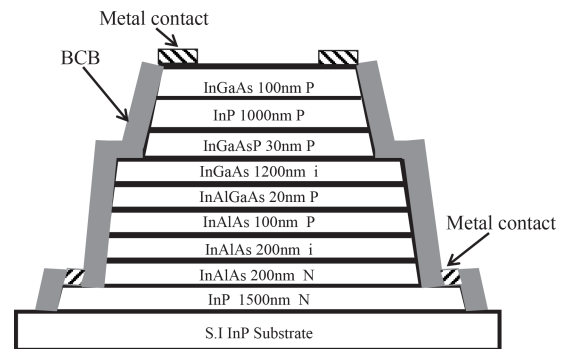 Metal contact
BCB
InGaAs 100nm P
InP 1000nm P
InGaAsP 30nm P
InGaAs 1200nm i
InAlGaAs 20nm P
InAlAs 100nm P
InAlAs 200nm i
Metal contact
InAlAs 200nm N
InP 1500nm N
S.I InP Substrate